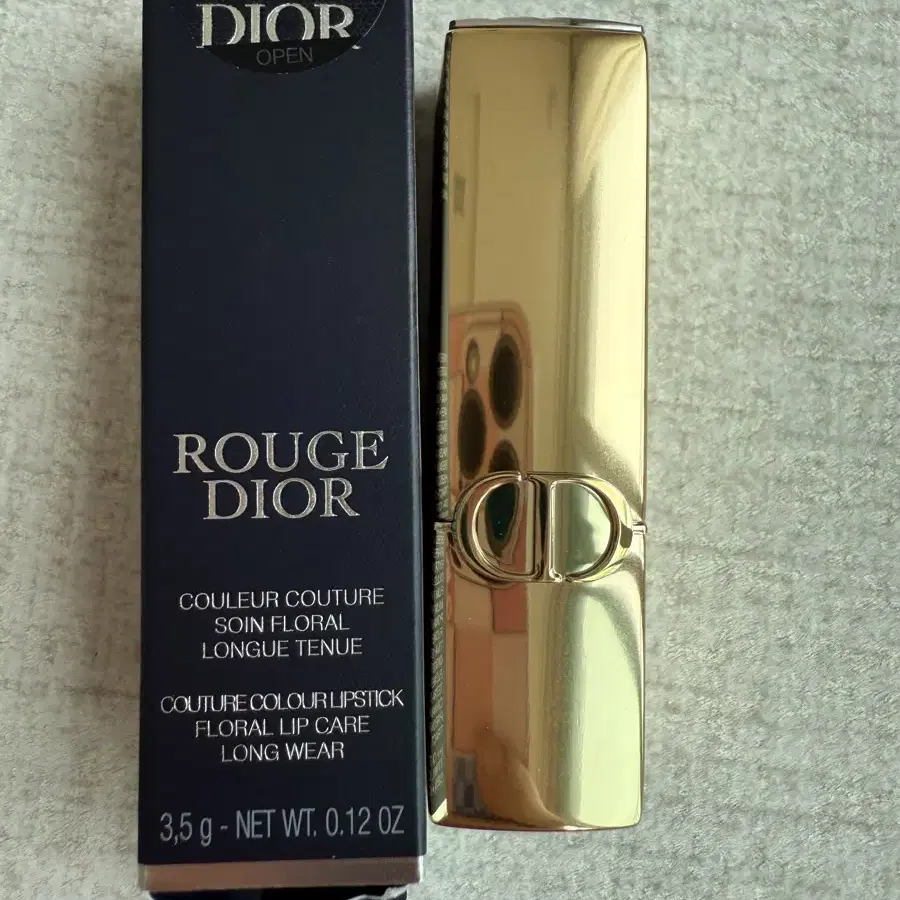 DIOR
OPEN
ROUGE
DIOR
COULEUR COUTURE
SOIN FLORAL
LONGUE TENUE
COUTURE COLOUR LIPSTICK
FLORAL LIP CARE
LONG WEAR
3,5 g - NET WT. 0.12 OZ
CD